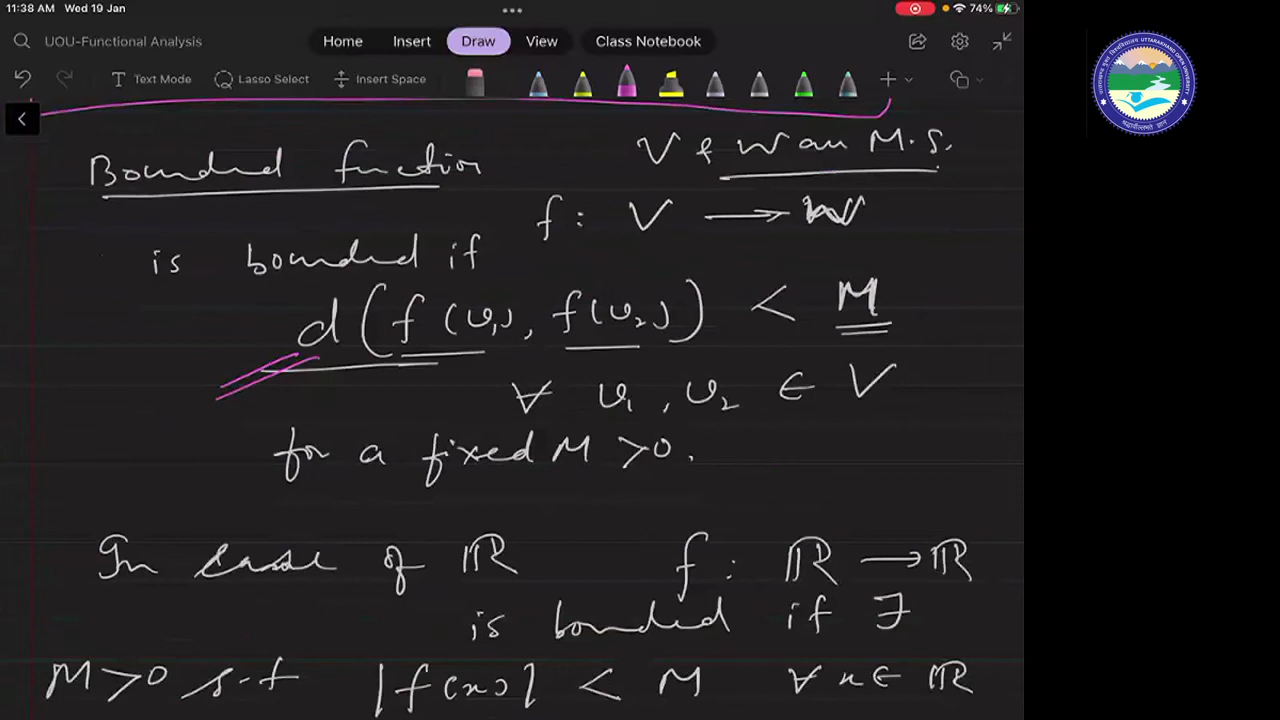 11:38 AM Wed 19 Jan
74%
UOU-Functional Analysis
Home Insert Draw View Class Notebook
Text Mode Lasso Select Insert Space
Bounded function
V & W are M.S.
f: V → W
is bounded if
d(f(v₁), f(v₂)) < M
∀ v₁, v₂ ∈ V
for a fixed M > 0.
In case of ℝ f: ℝ → ℝ
is bounded if ∃
M > 0 s.t |f(x)| < M ∀ x ∈ ℝ